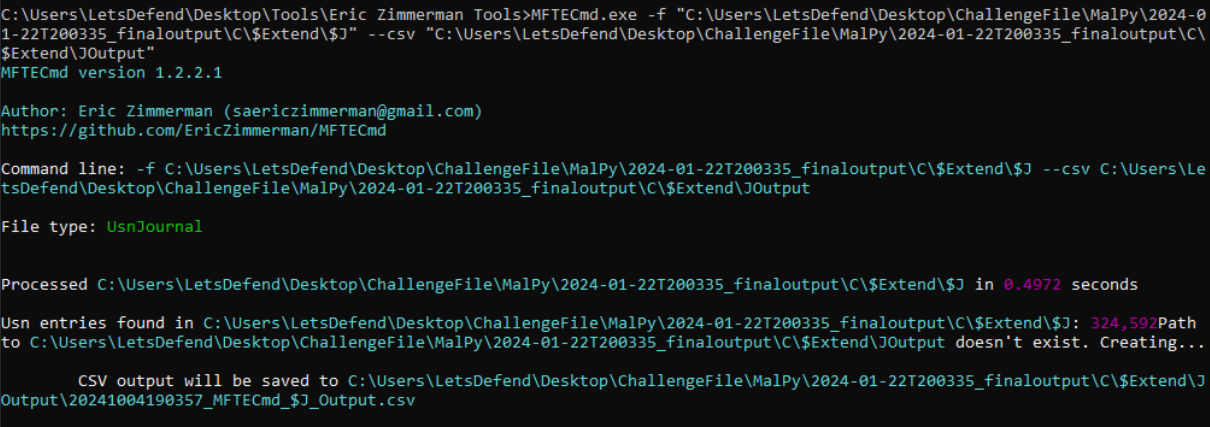 C:\Users\LetsDefend\Desktop\Tools\Eric Zimmerman Tools>MFTECmd.exe -f "C:\Users\LetsDefend\Desktop\ChallengeFile\MalPy\2024-0
1-22T200335_finaloutput\C\$Extend\$J" --csv "C:\Users\LetsDefend\Desktop\ChallengeFile\MalPy\2024-01-22T200335_finaloutput\C\
$Extend\JOutput"
MFTECmd version 1.2.2.1
Author: Eric Zimmerman (saericzimmerman@gmail.com)
https://github.com/EricZimmerman/MFTECmd
Command line: -f C:\Users\LetsDefend\Desktop\ChallengeFile\MalPy\2024-01-22T200335_finaloutput\C\$Extend\$J --csv C:\Users\Le
tsDefend\Desktop\ChallengeFile\MalPy\2024-01-22T200335_finaloutput\C\$Extend\JOutput
File type: UsnJournal
Processed C:\Users\LetsDefend\Desktop\ChallengeFile\MalPy\2024-01-22T200335_finaloutput\C\$Extend\$J in 0.4972 seconds
Usn entries found in C:\Users\LetsDefend\Desktop\ChallengeFile\MalPy\2024-01-22T200335_finaloutput\C\$Extend\$J: 324,592Path
to C:\Users\LetsDefend\Desktop\ChallengeFile\MalPy\2024-01-22T200335_finaloutput\C\$Extend\JOutput doesn't exist. Creating...
CSV output will be saved to C:\Users\LetsDefend\Desktop\ChallengeFile\MalPy\2024-01-22T200335_finaloutput\C\$Extend\J
Output\20241004190357_MFTECmd_$J_Output.csv